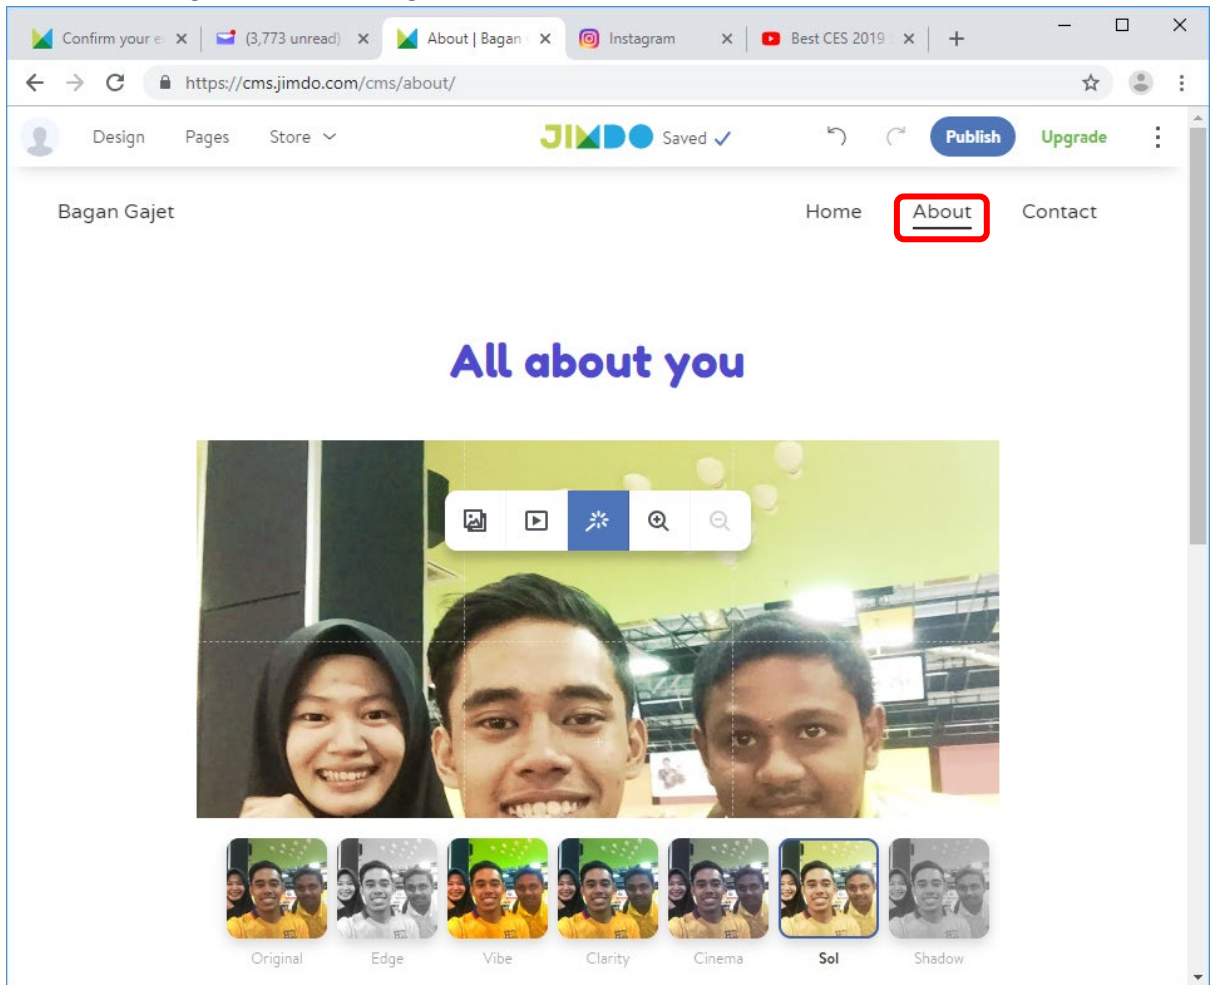 Confirm your e
(3,773 unread)
About | Bagan
Instagram
Best CES 2019
https://cms.jimdo.com/cms/about/
Design Pages Store JIMDO Saved Publish Upgrade
Bagan Gajet Home About Contact
All about you
Original Edge Vibe Clarity Cinema Sol Shadow